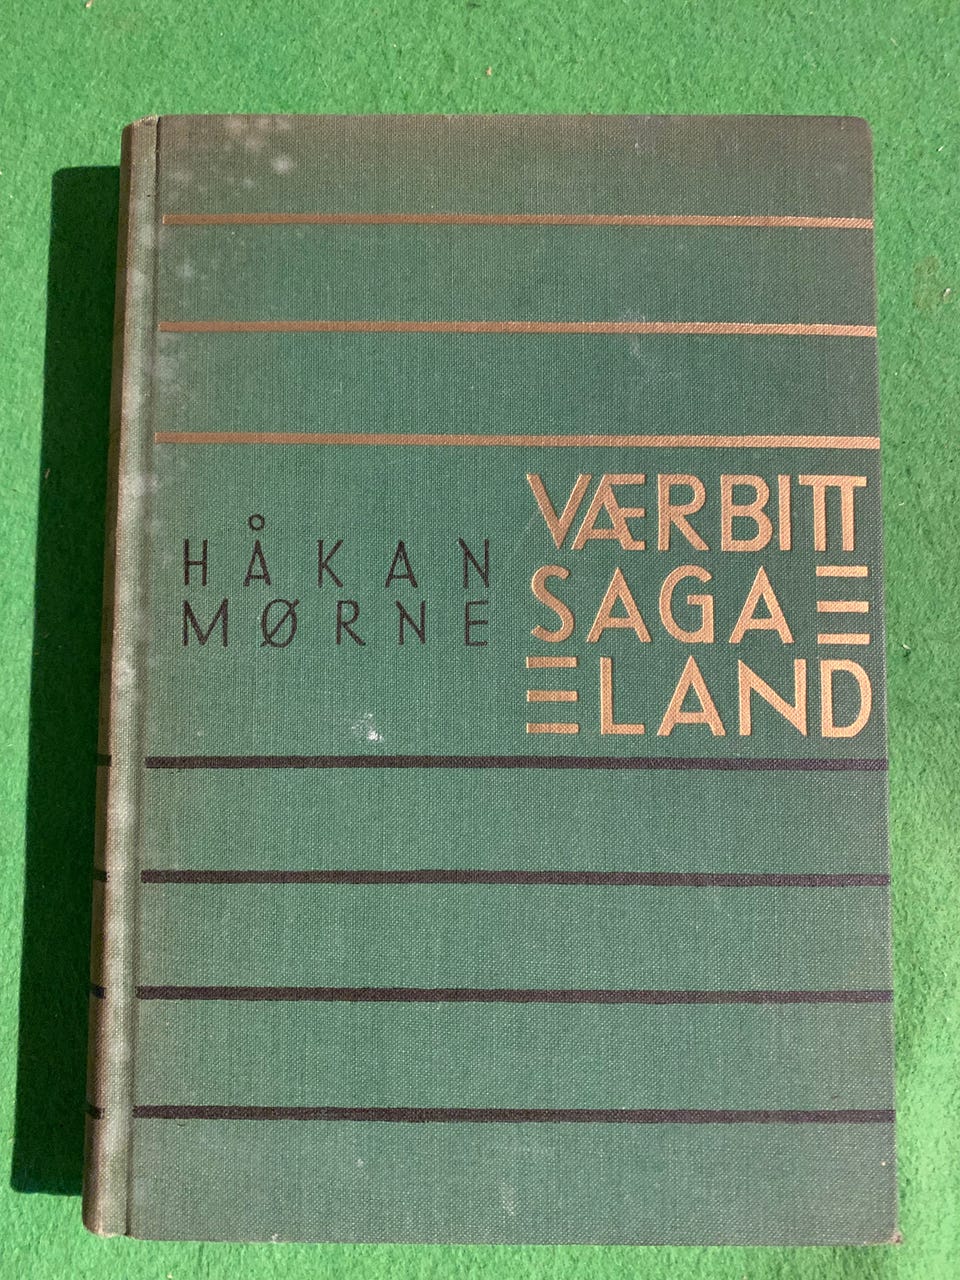 HÅKAN
MØRNE
VÆRBITT
SAGA
LAND